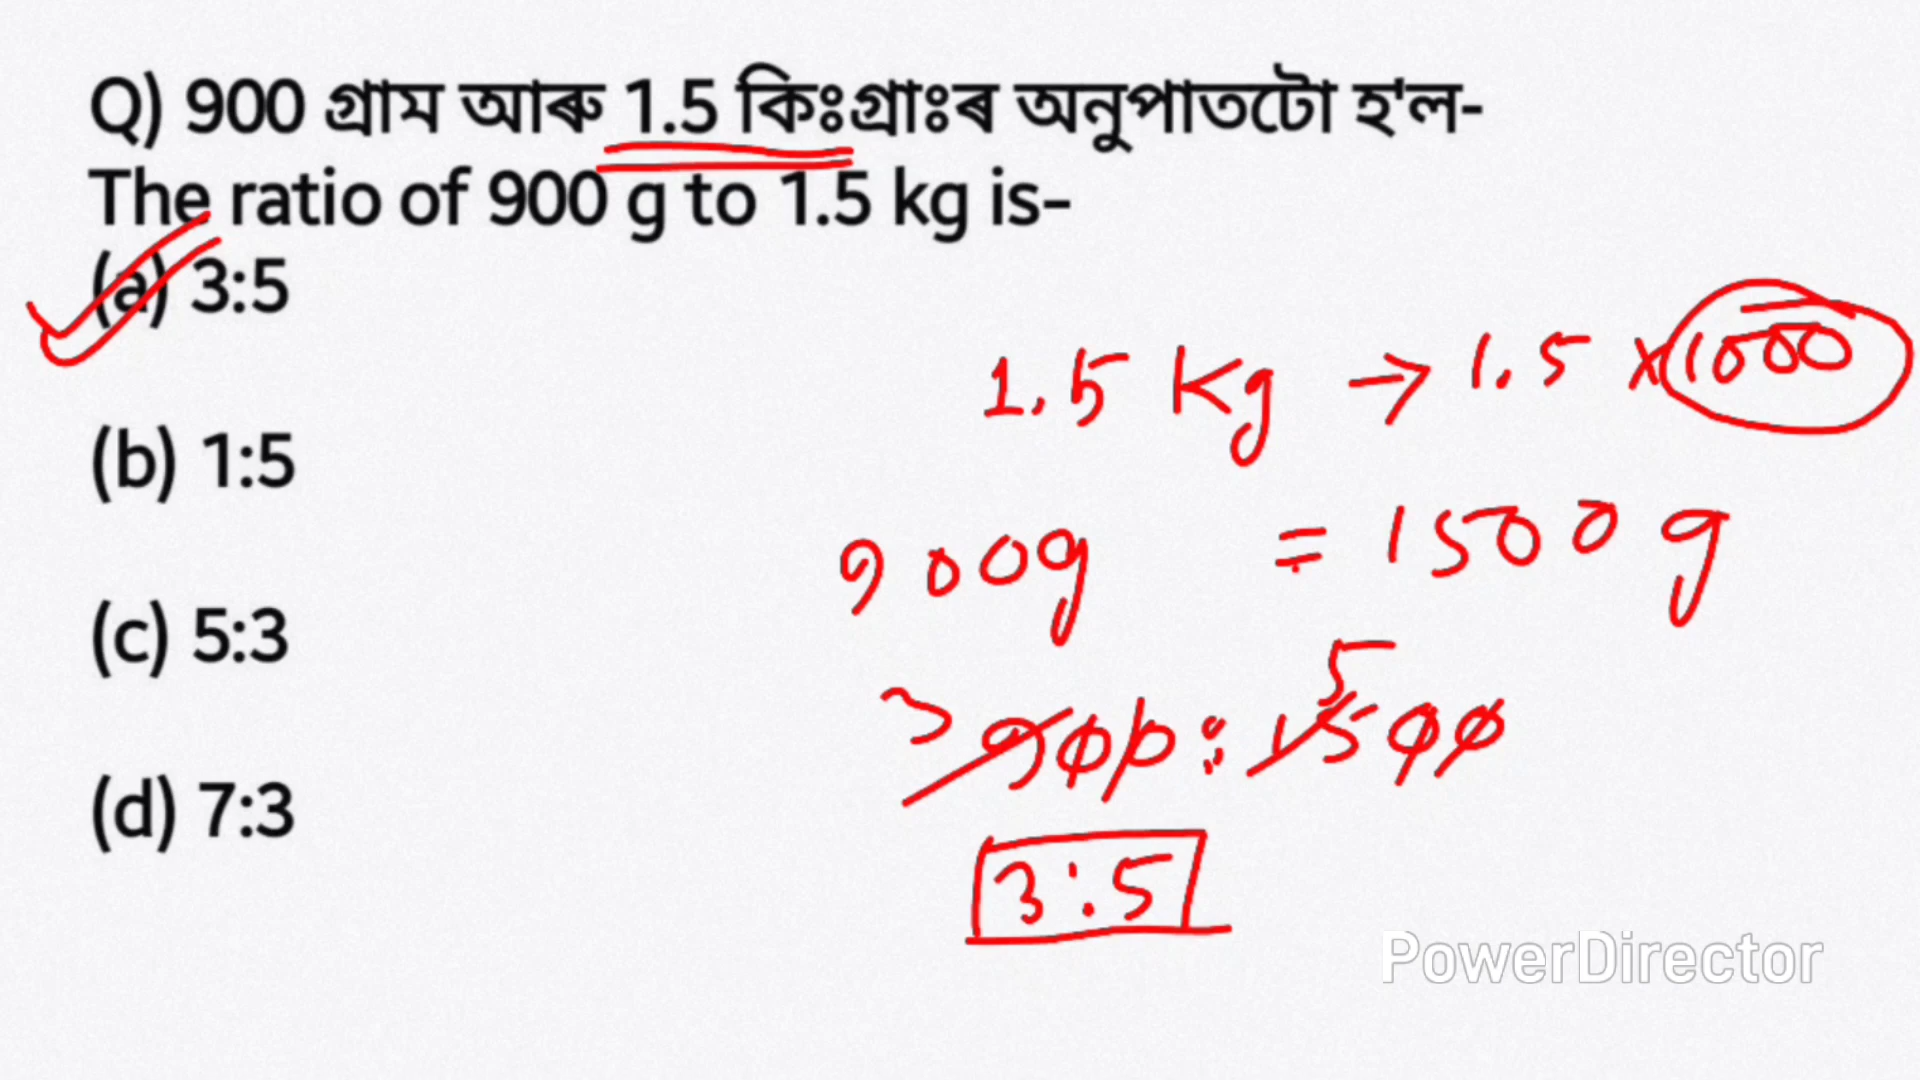 Q) 900 গ্ৰাম আৰু 1.5 কিঃগ্ৰাঃৰ অনুপাতটো হ'ল-
The ratio of 900 g to 1.5 kg is-
(a) 3:5
(b) 1:5
(c) 5:3
(d) 7:3
1.5 Kg → 1.5 x 1000
900g = 1500 g
3 5
900 : 1500
3:5
PowerDirector